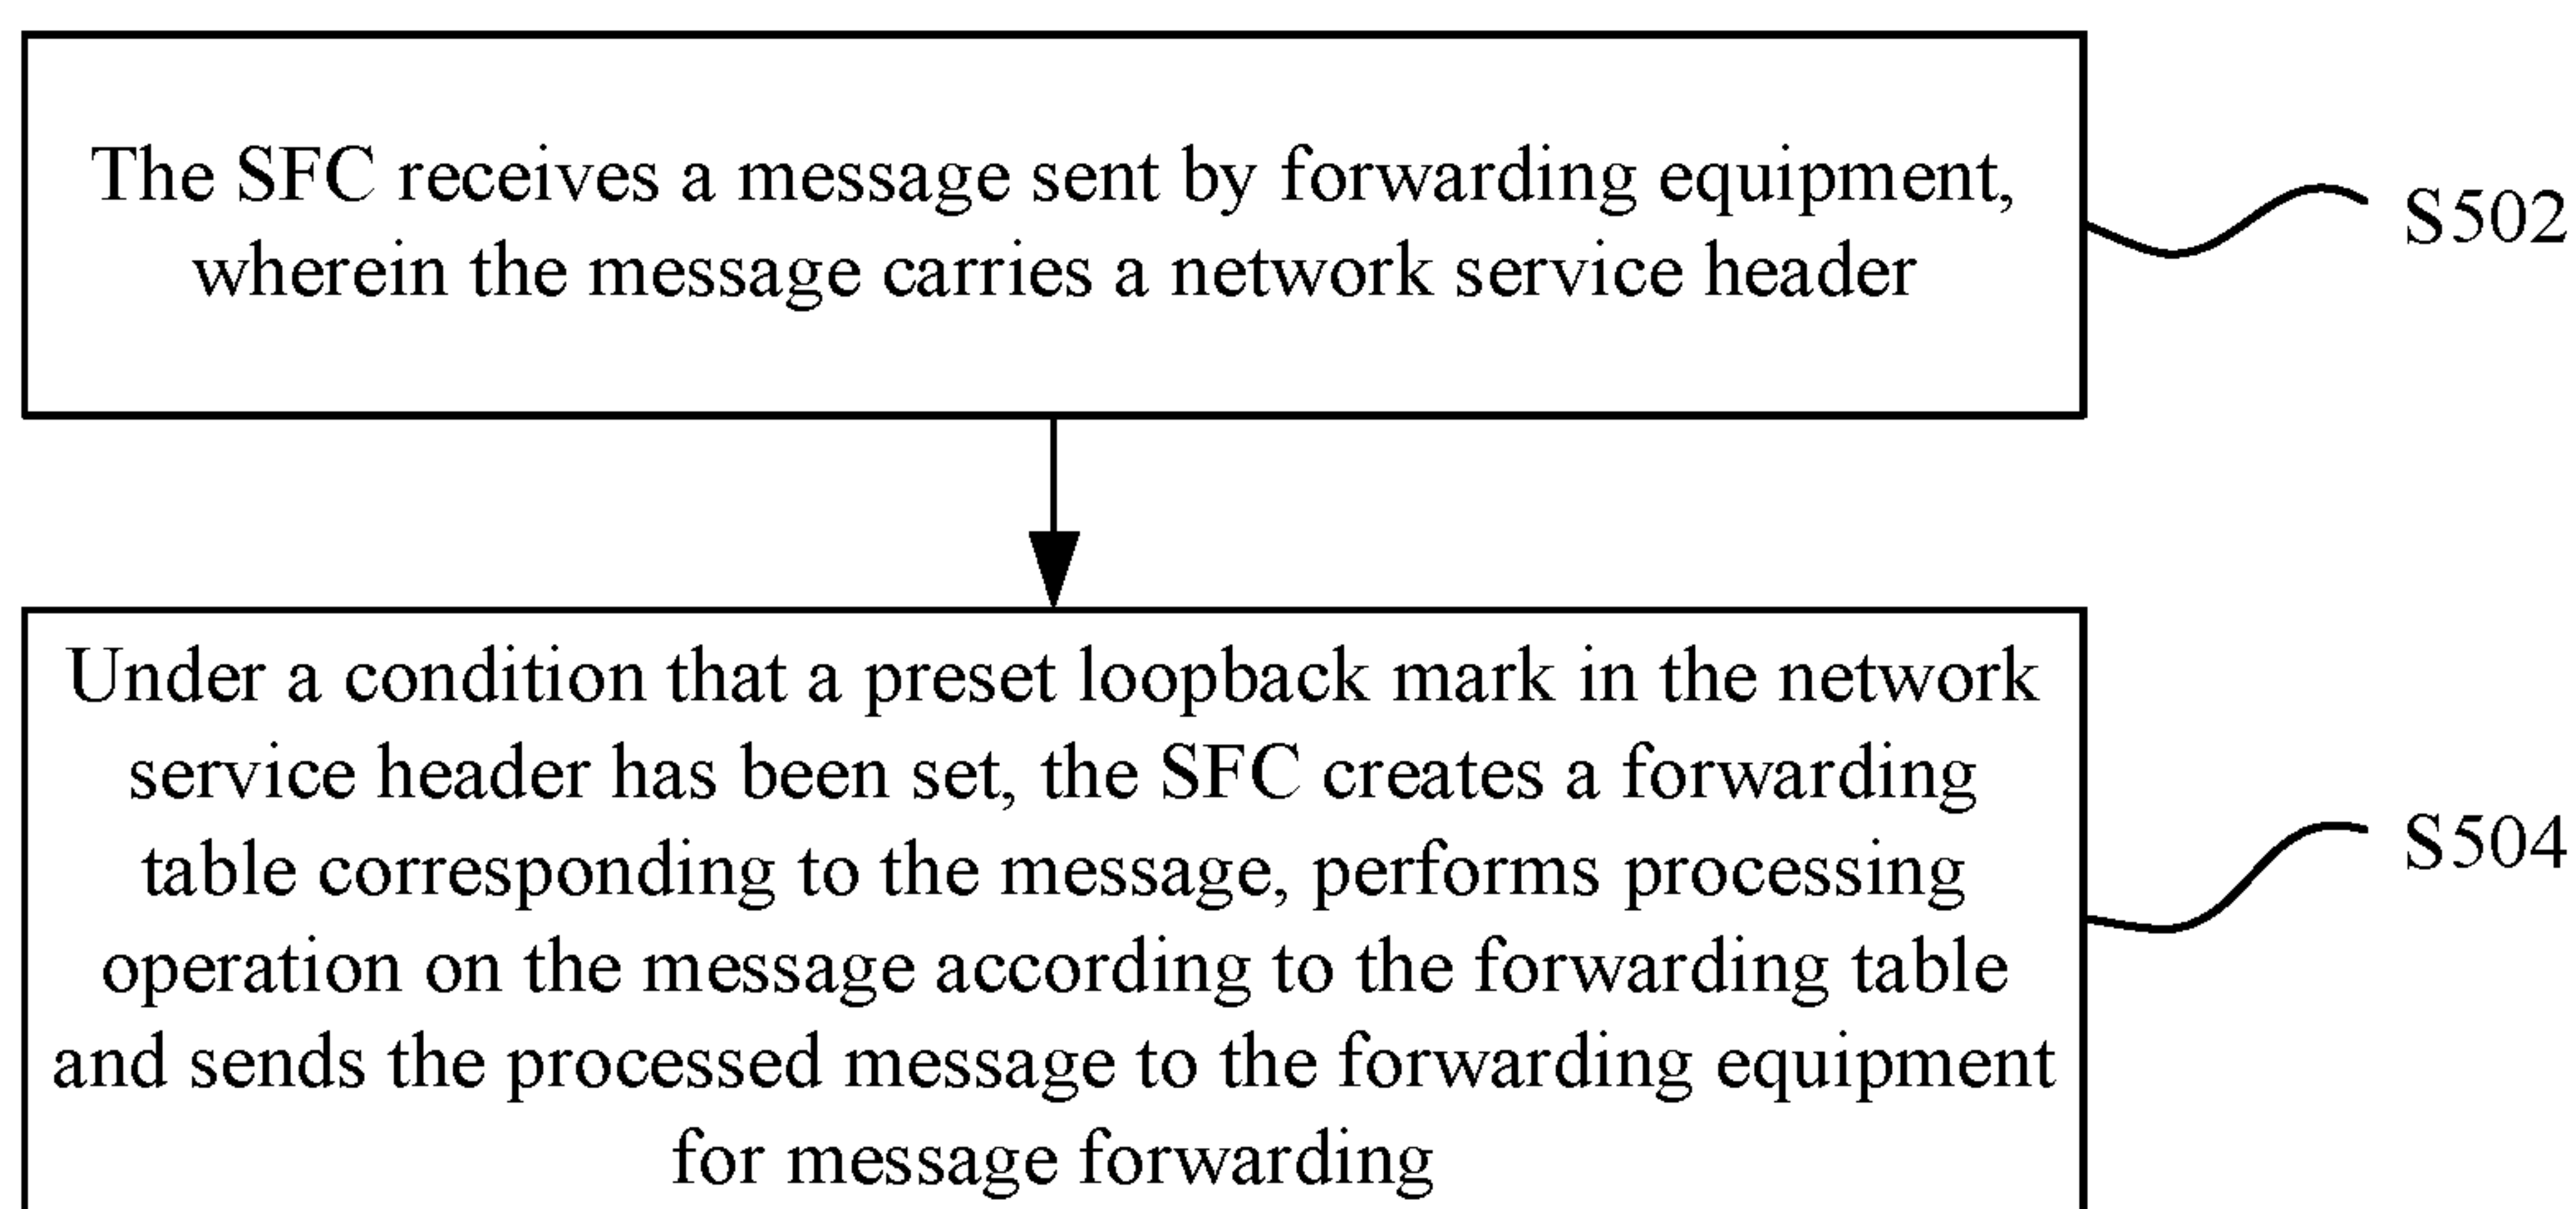 The SFC receives a message sent by forwarding equipment,
wherein the message carries a network service header
S502
Under a condition that a preset loopback mark in the network
service header has been set, the SFC creates a forwarding
table corresponding to the message, performs processing
operation on the message according to the forwarding table
and sends the processed message to the forwarding equipment
for message forwarding
S504